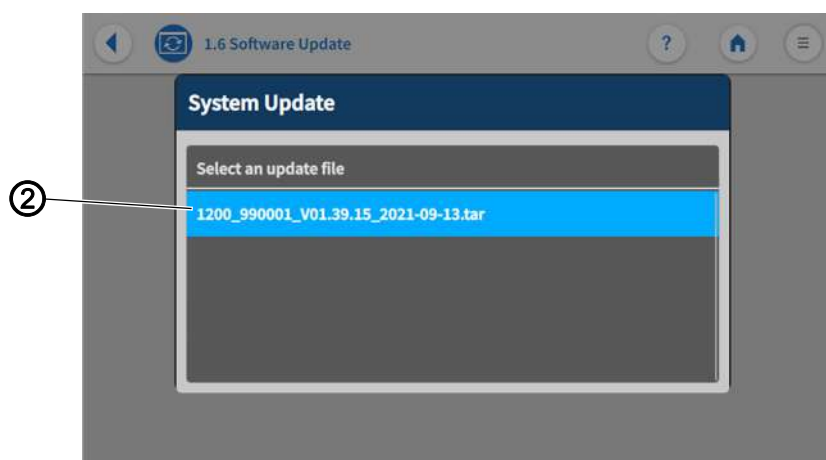 1.6 Software Update
?
System Update
Select an update file
②
1200_990001_V01.39.15_2021-09-13.tar